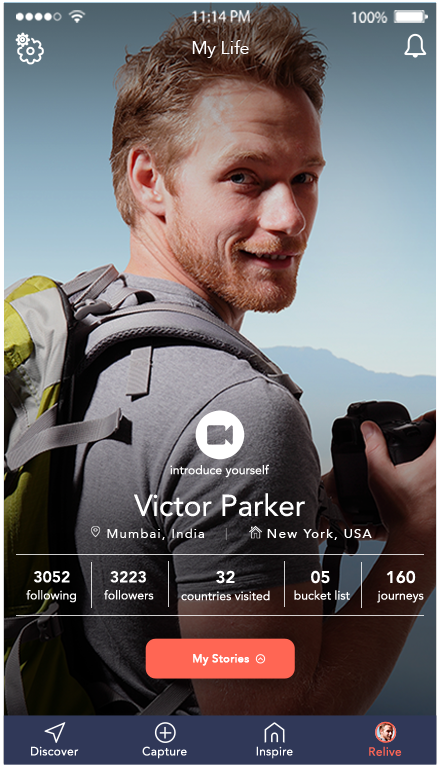 11:14 PM 100%
My Life
introduce yourself
Victor Parker
Mumbai, India | New York, USA
3052 3223 32 05 160
following followers countries visited bucket list journeys
My Stories
Discover Capture Inspire Relive